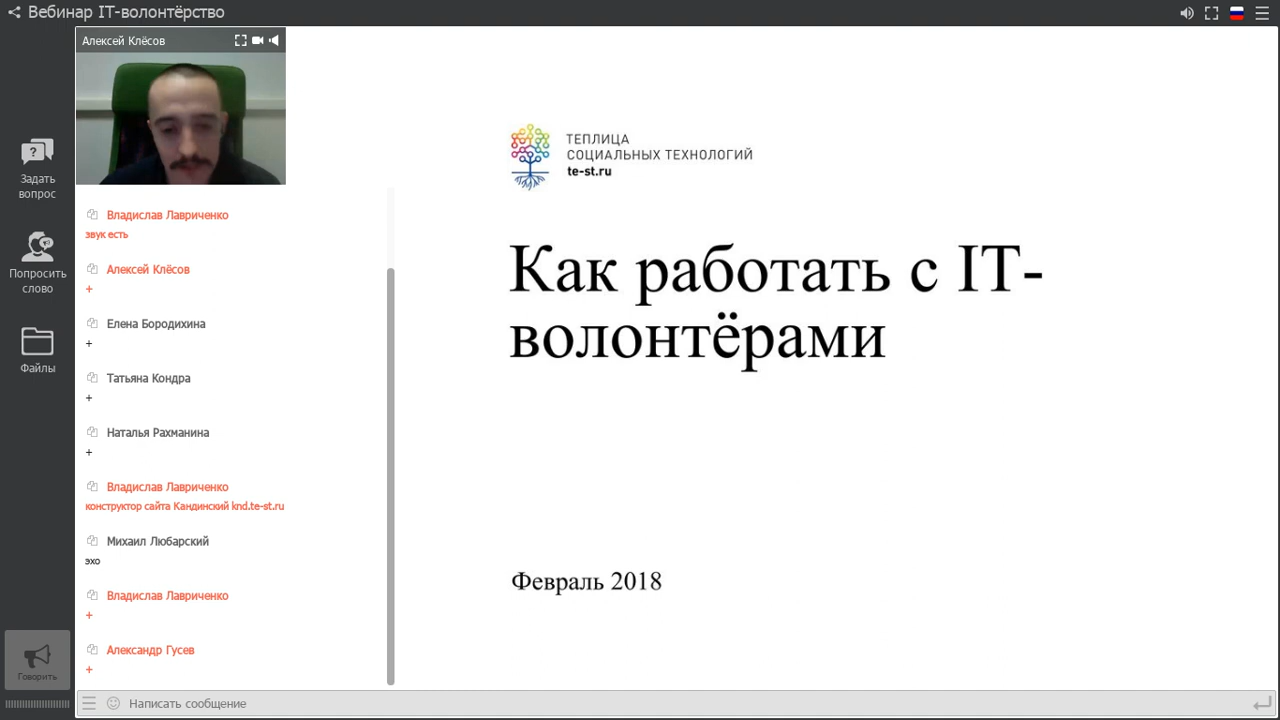 Вебинар IT-волонтёрство
Алексей Клёсов
Задать
вопрос
Попросить
слово
Файлы
Говорить
Владислав Лавриченко
звук есть
Алексей Клёсов
+
Елена Бородихина
+
Татьяна Кондра
+
Наталья Рахманина
+
Владислав Лавриченко
конструктор сайта Кандинский knd.te-st.ru
Михаил Любарский
эхо
Владислав Лавриченко
+
Александр Гусев
+
Написать сообщение
ТЕПЛИЦА
СОЦИАЛЬНЫХ ТЕХНОЛОГИЙ
te-st.ru
Как работать с IT-
волонтёрами
Февраль 2018